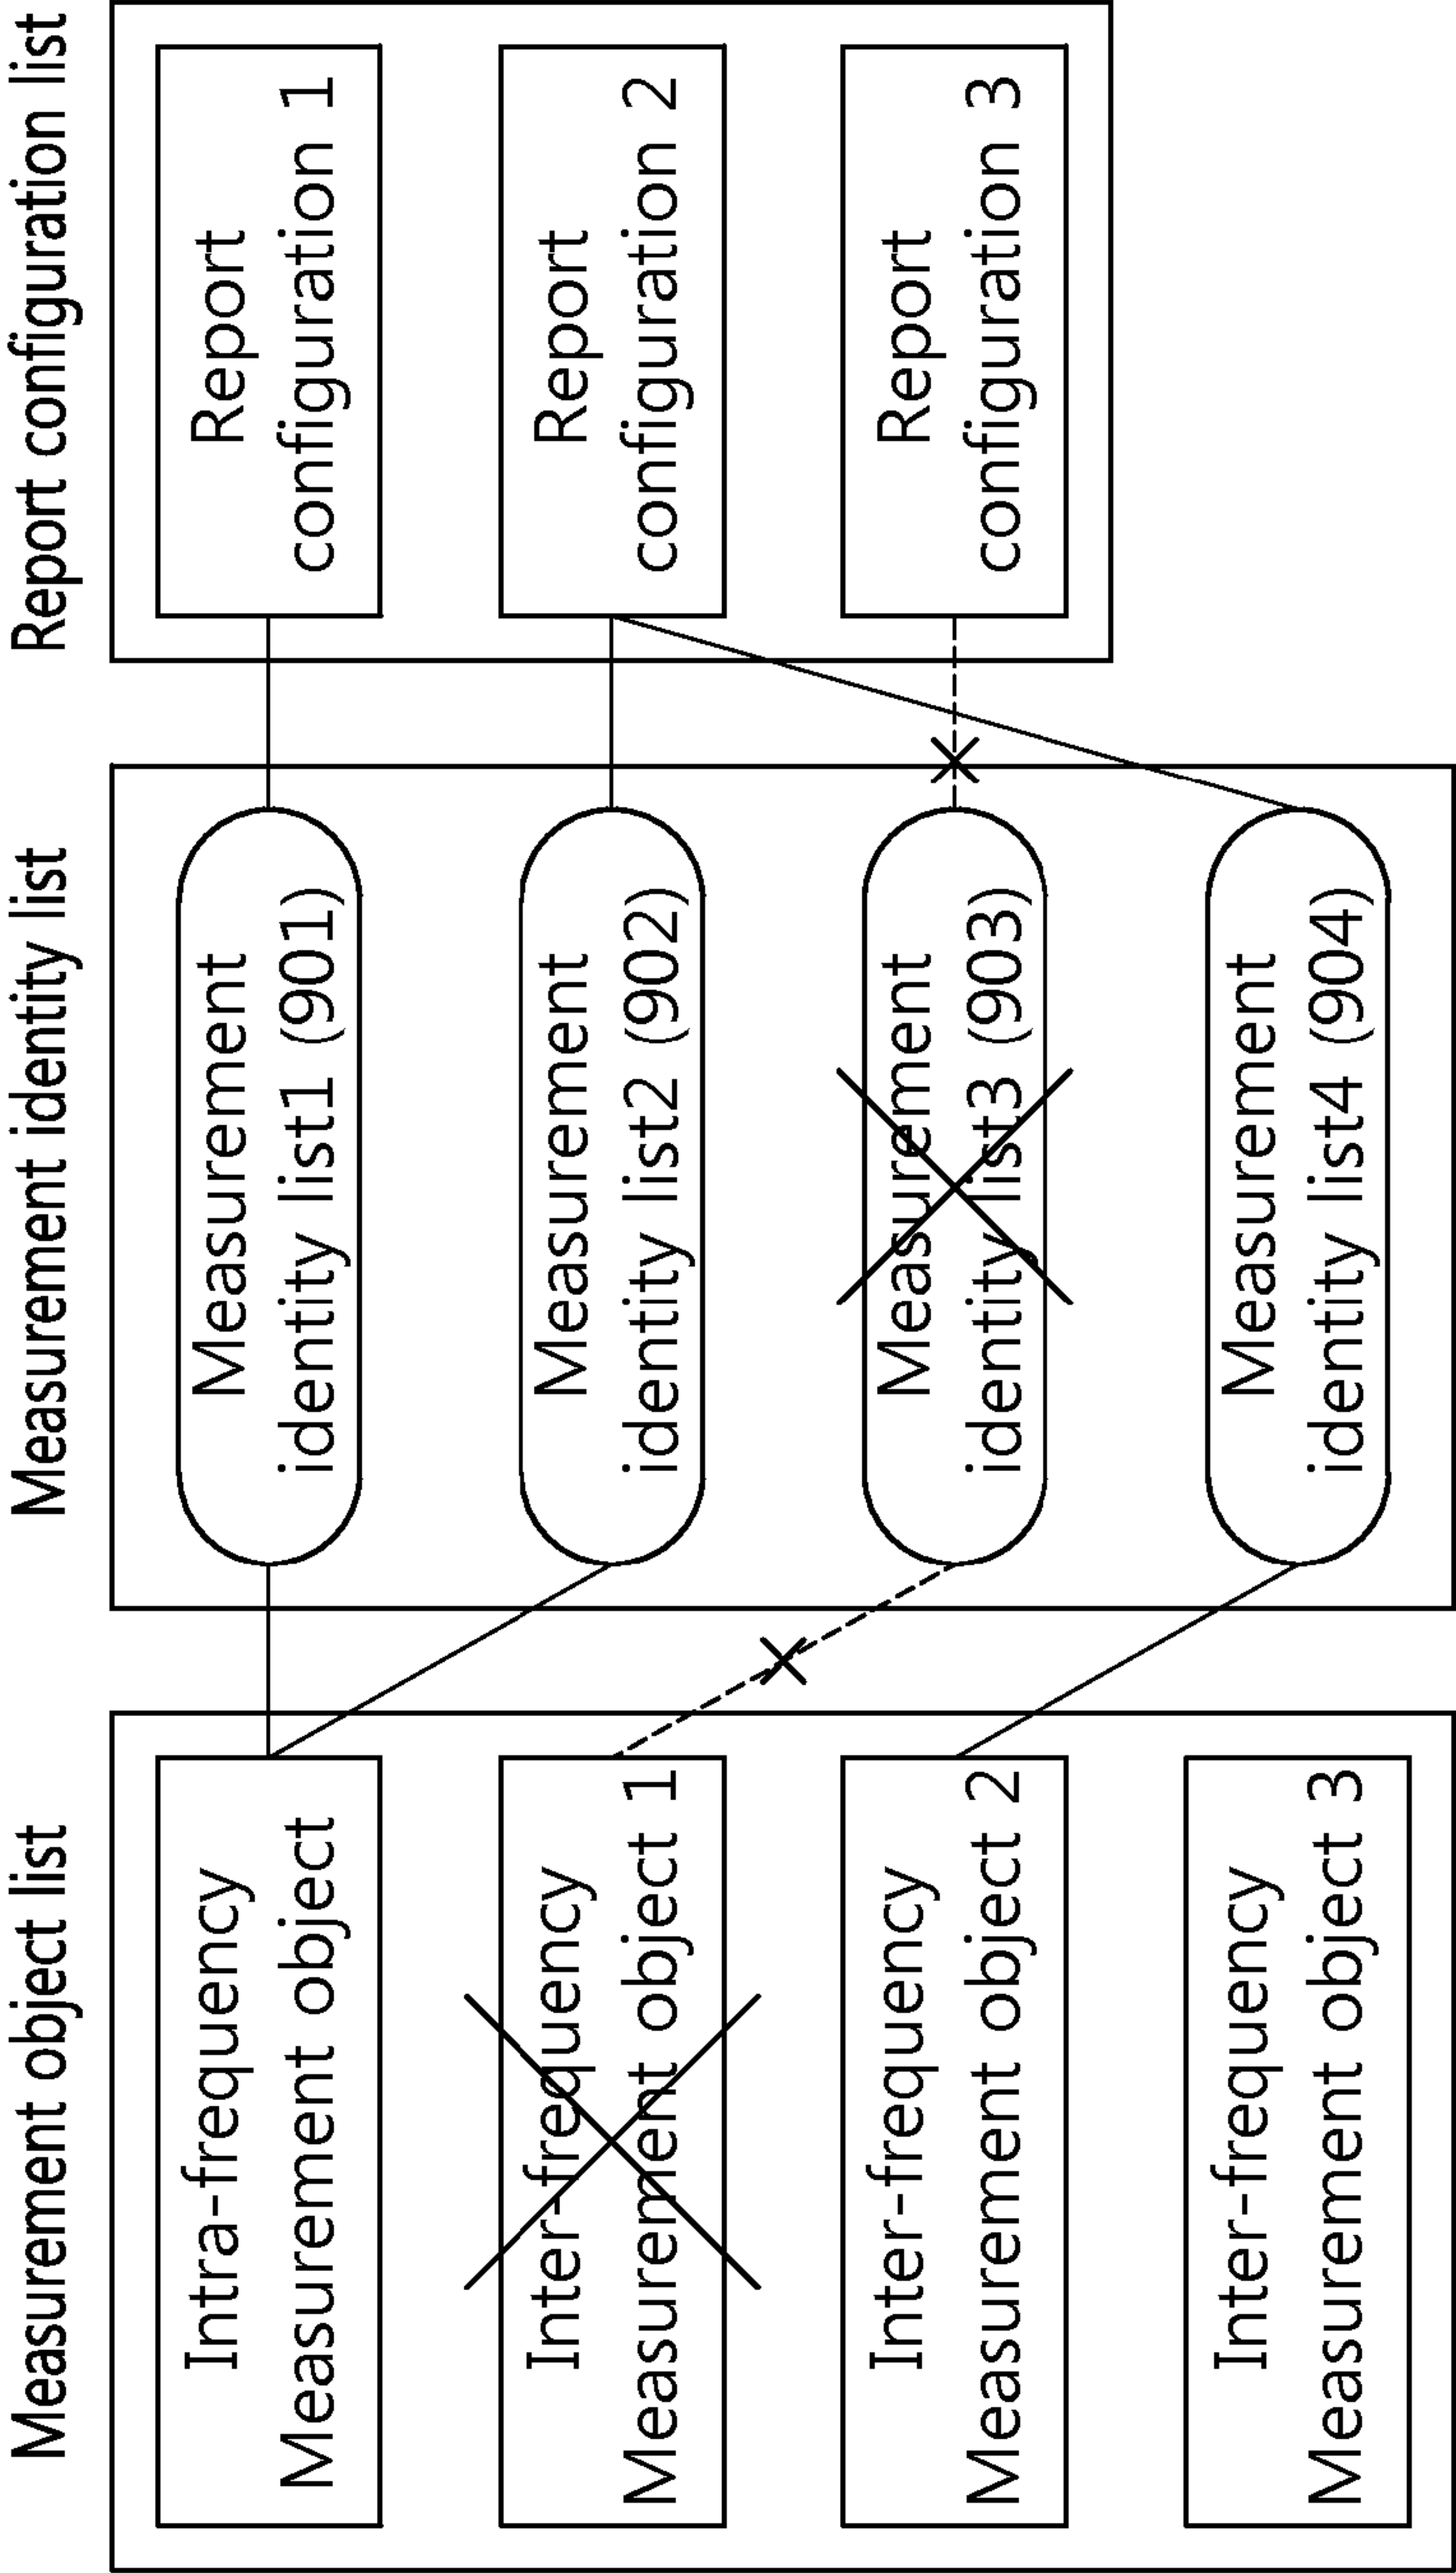 Measurement object list
Intra-frequency
Measurement object
Inter-frequency
Measurement object 1
Inter-frequency
Measurement object 2
Inter-frequency
Measurement object 3
Measurement identity list
Measurement
identity list1 (901)
Measurement
identity list2 (902)
Measurement
identity list3 (903)
Measurement
identity list4 (904)
Report configuration list
Report
configuration 1
Report
configuration 2
Report
configuration 3